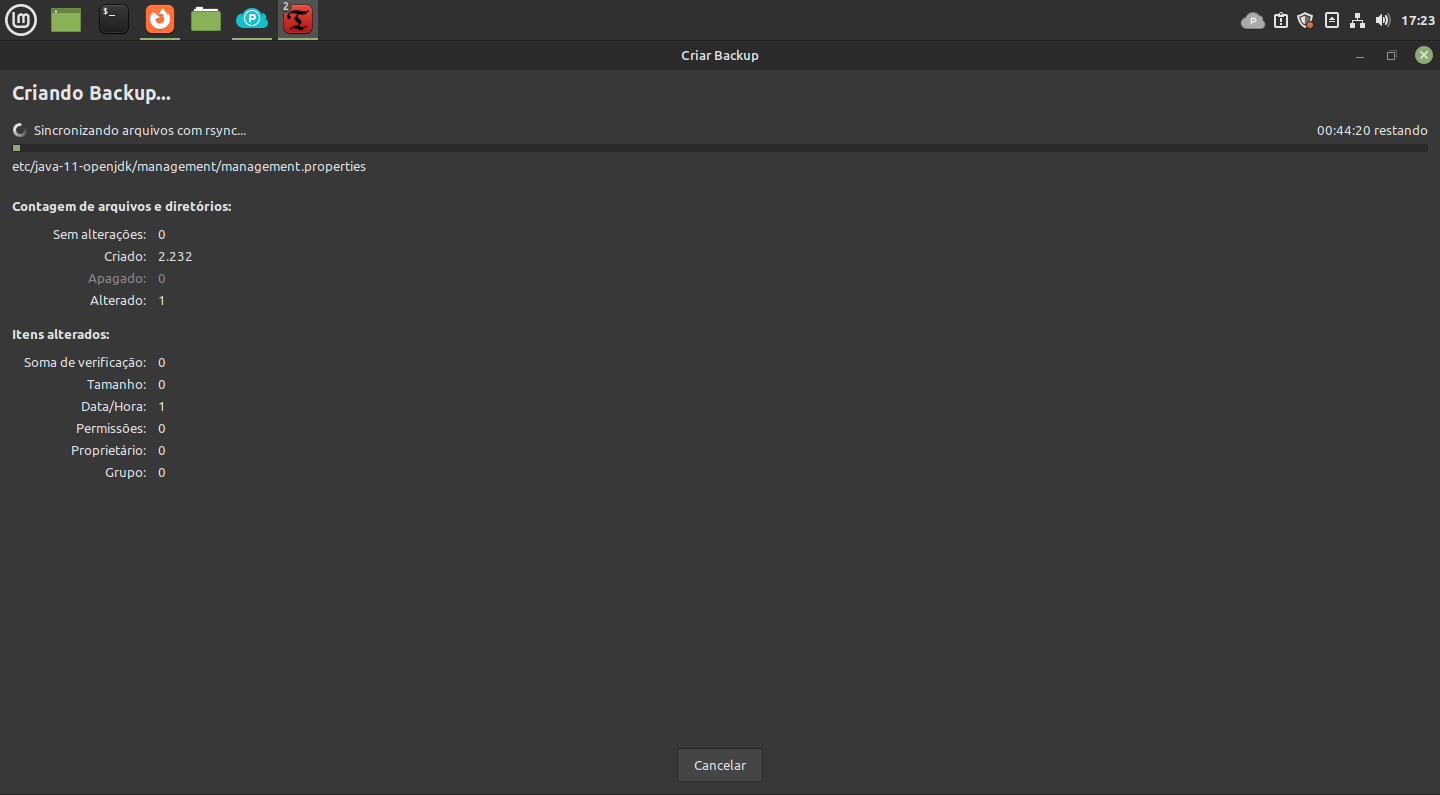 $_
P
2
P
17:23
Criar Backup
Criando Backup...
Sincronizando arquivos com rsync...
00:44:20 restando
etc/java-11-openjdk/management/management.properties
Contagem de arquivos e diretórios:
Sem alterações: 0
Criado: 2.232
Apagado: 0
Alterado: 1
Itens alterados:
Soma de verificação: 0
Tamanho: 0
Data/Hora: 1
Permissões: 0
Proprietário: 0
Grupo: 0
Cancelar